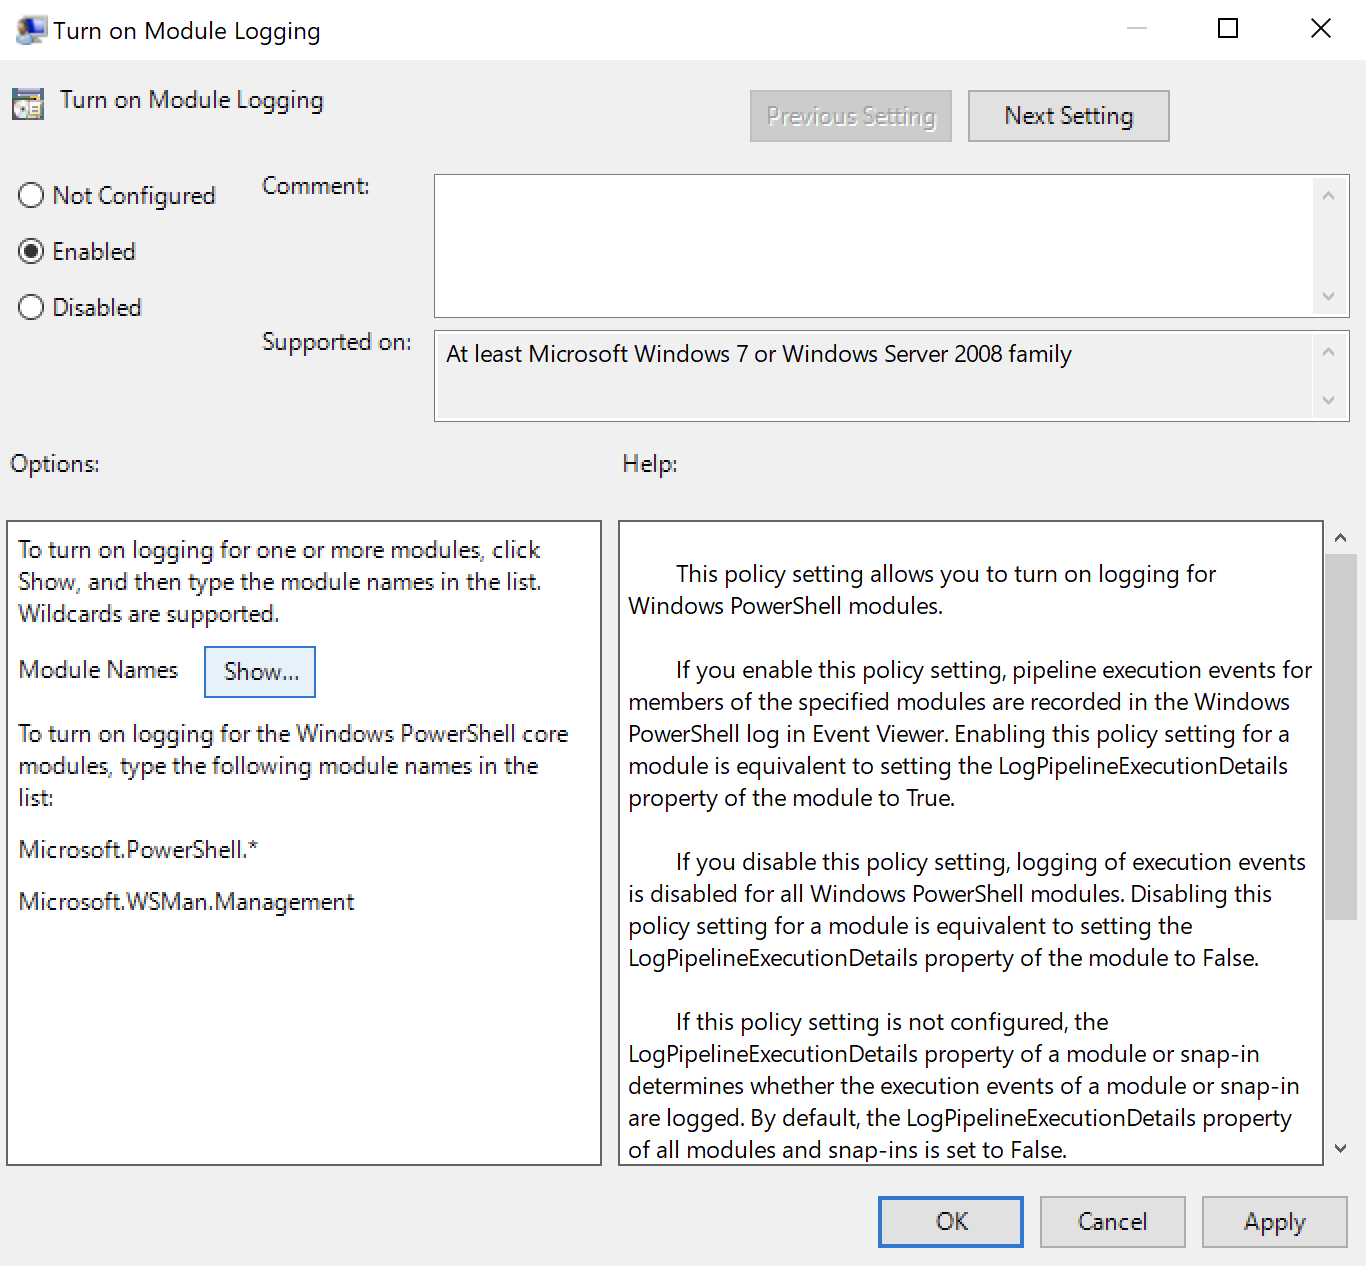 Turn on Module Logging
Turn on Module Logging
Previous Setting
Next Setting
Not Configured
Enabled
Disabled
Comment:
Supported on:
At least Microsoft Windows 7 or Windows Server 2008 family
Options:
Help:
To turn on logging for one or more modules, click
Show, and then type the module names in the list.
Wildcards are supported.
Module Names
Show...
To turn on logging for the Windows PowerShell core
modules, type the following module names in the
list:
Microsoft.PowerShell.*
Microsoft.WSMan.Management
This policy setting allows you to turn on logging for
Windows PowerShell modules.
If you enable this policy setting, pipeline execution events for
members of the specified modules are recorded in the Windows
PowerShell log in Event Viewer. Enabling this policy setting for a
module is equivalent to setting the LogPipelineExecutionDetails
property of the module to True.
If you disable this policy setting, logging of execution events
is disabled for all Windows PowerShell modules. Disabling this
policy setting for a module is equivalent to setting the
LogPipelineExecutionDetails property of the module to False.
If this policy setting is not configured, the
LogPipelineExecutionDetails property of a module or snap-in
determines whether the execution events of a module or snap-in
are logged. By default, the LogPipelineExecutionDetails property
of all modules and snap-ins is set to False.
OK
Cancel
Apply